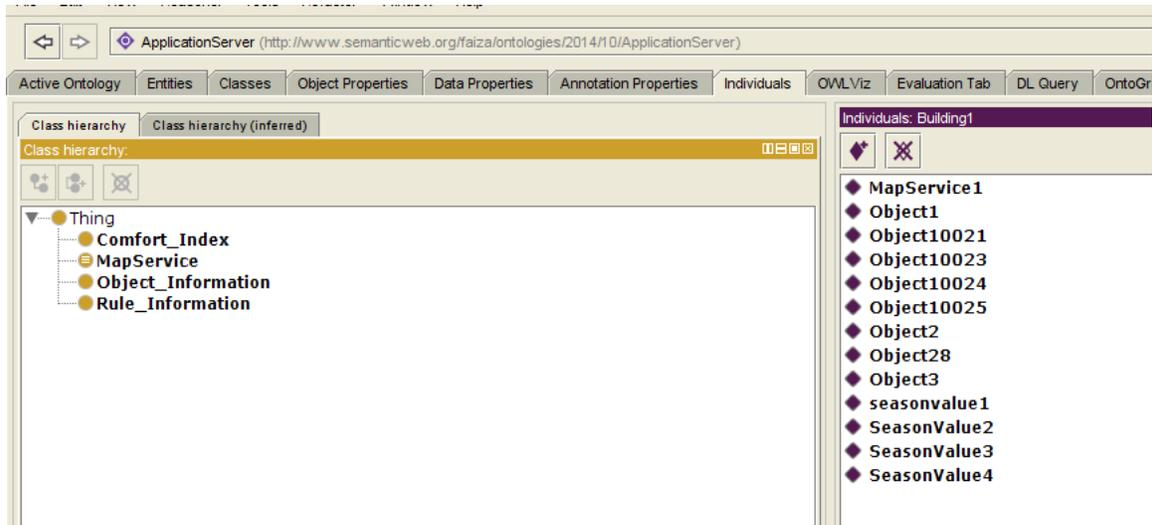 ApplicationServer (http://www.semanticweb.org/faiza/ontologies/2014/10/ApplicationServer)
Active Ontology Entities Classes Object Properties Data Properties Annotation Properties Individuals OWLViz Evaluation Tab DL Query OntoGr
Class hierarchy Class hierarchy (inferred)
Class hierarchy:
Thing
Comfort_Index
MapService
Object_Information
Rule_Information
Individuals: Building1
MapService1
Object1
Object10021
Object10023
Object10024
Object10025
Object2
Object28
Object3
seasonvalue1
SeasonValue2
SeasonValue3
SeasonValue4